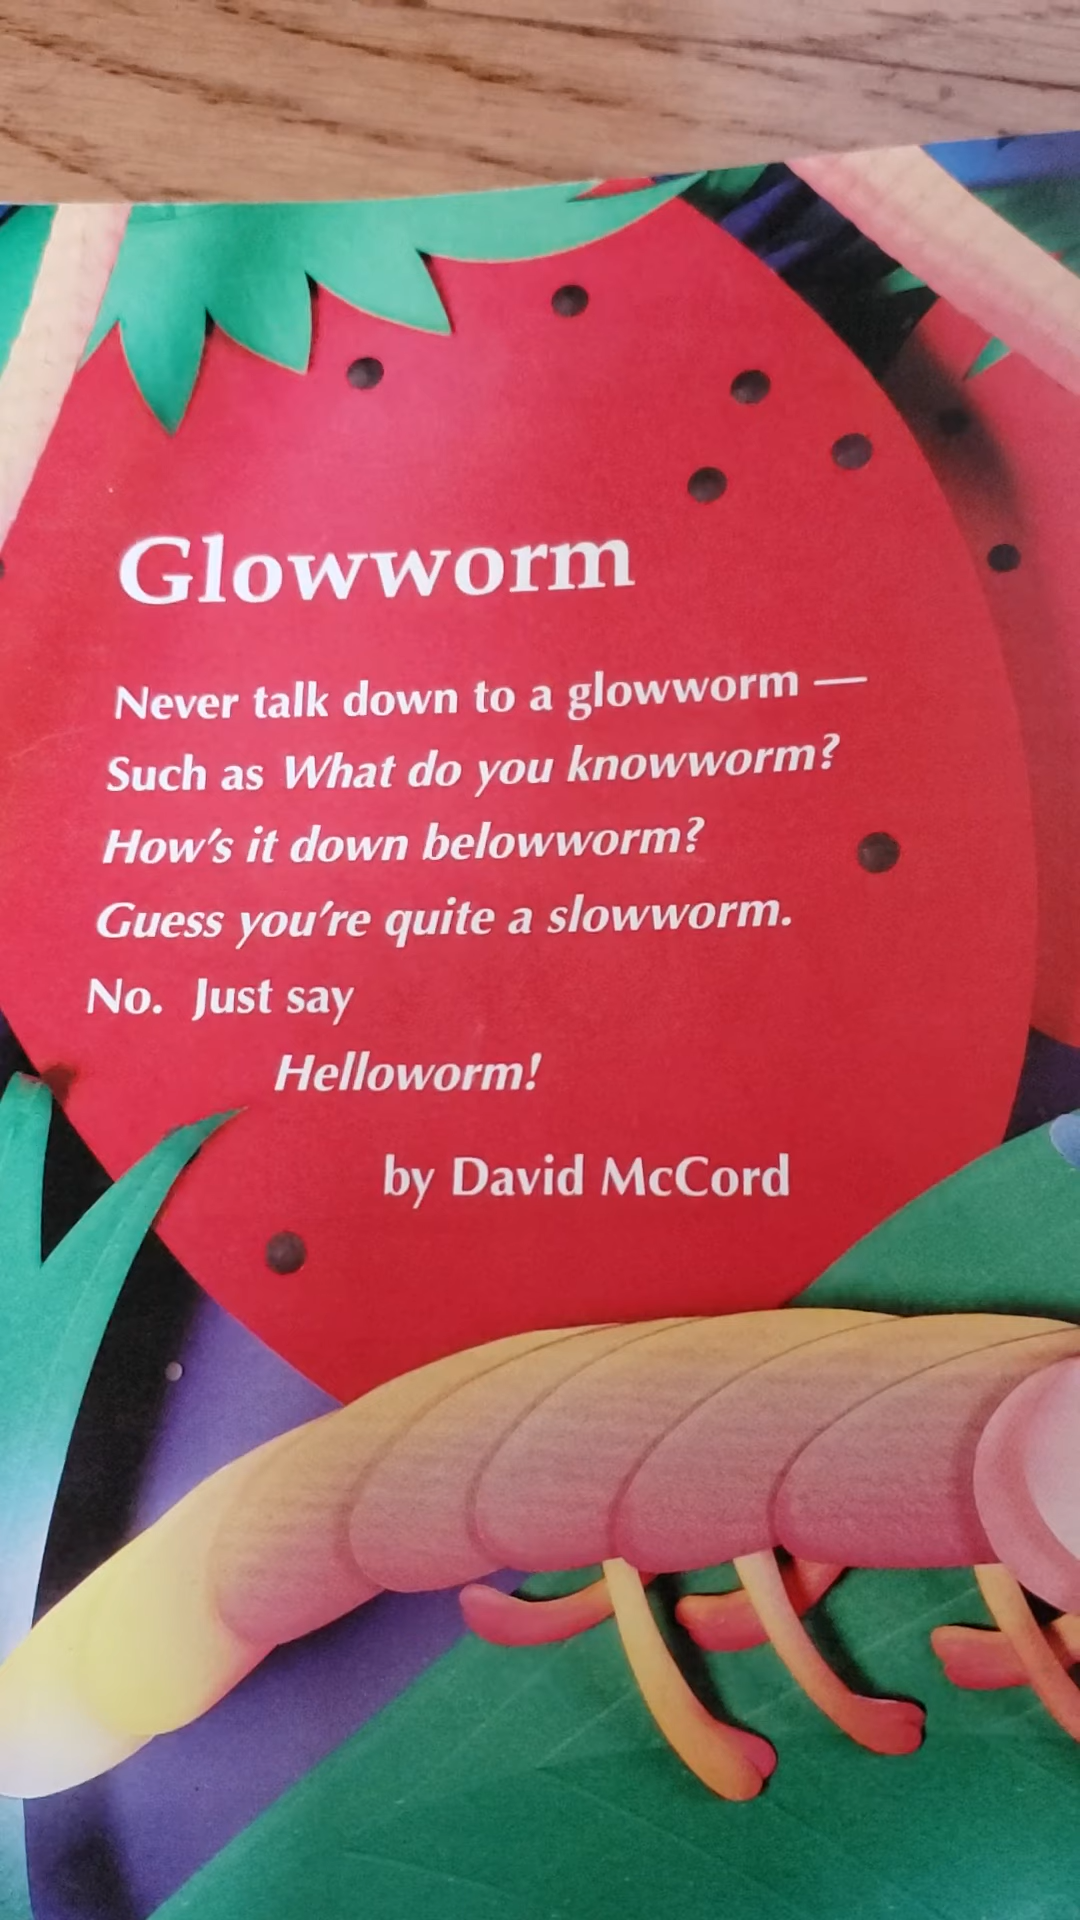 Glowworm
Never talk down to a glowworm —
Such as What do you knowworm?
How's it down belowworm?
Guess you're quite a slowworm.
No. Just say
Helloworm!
by David McCord